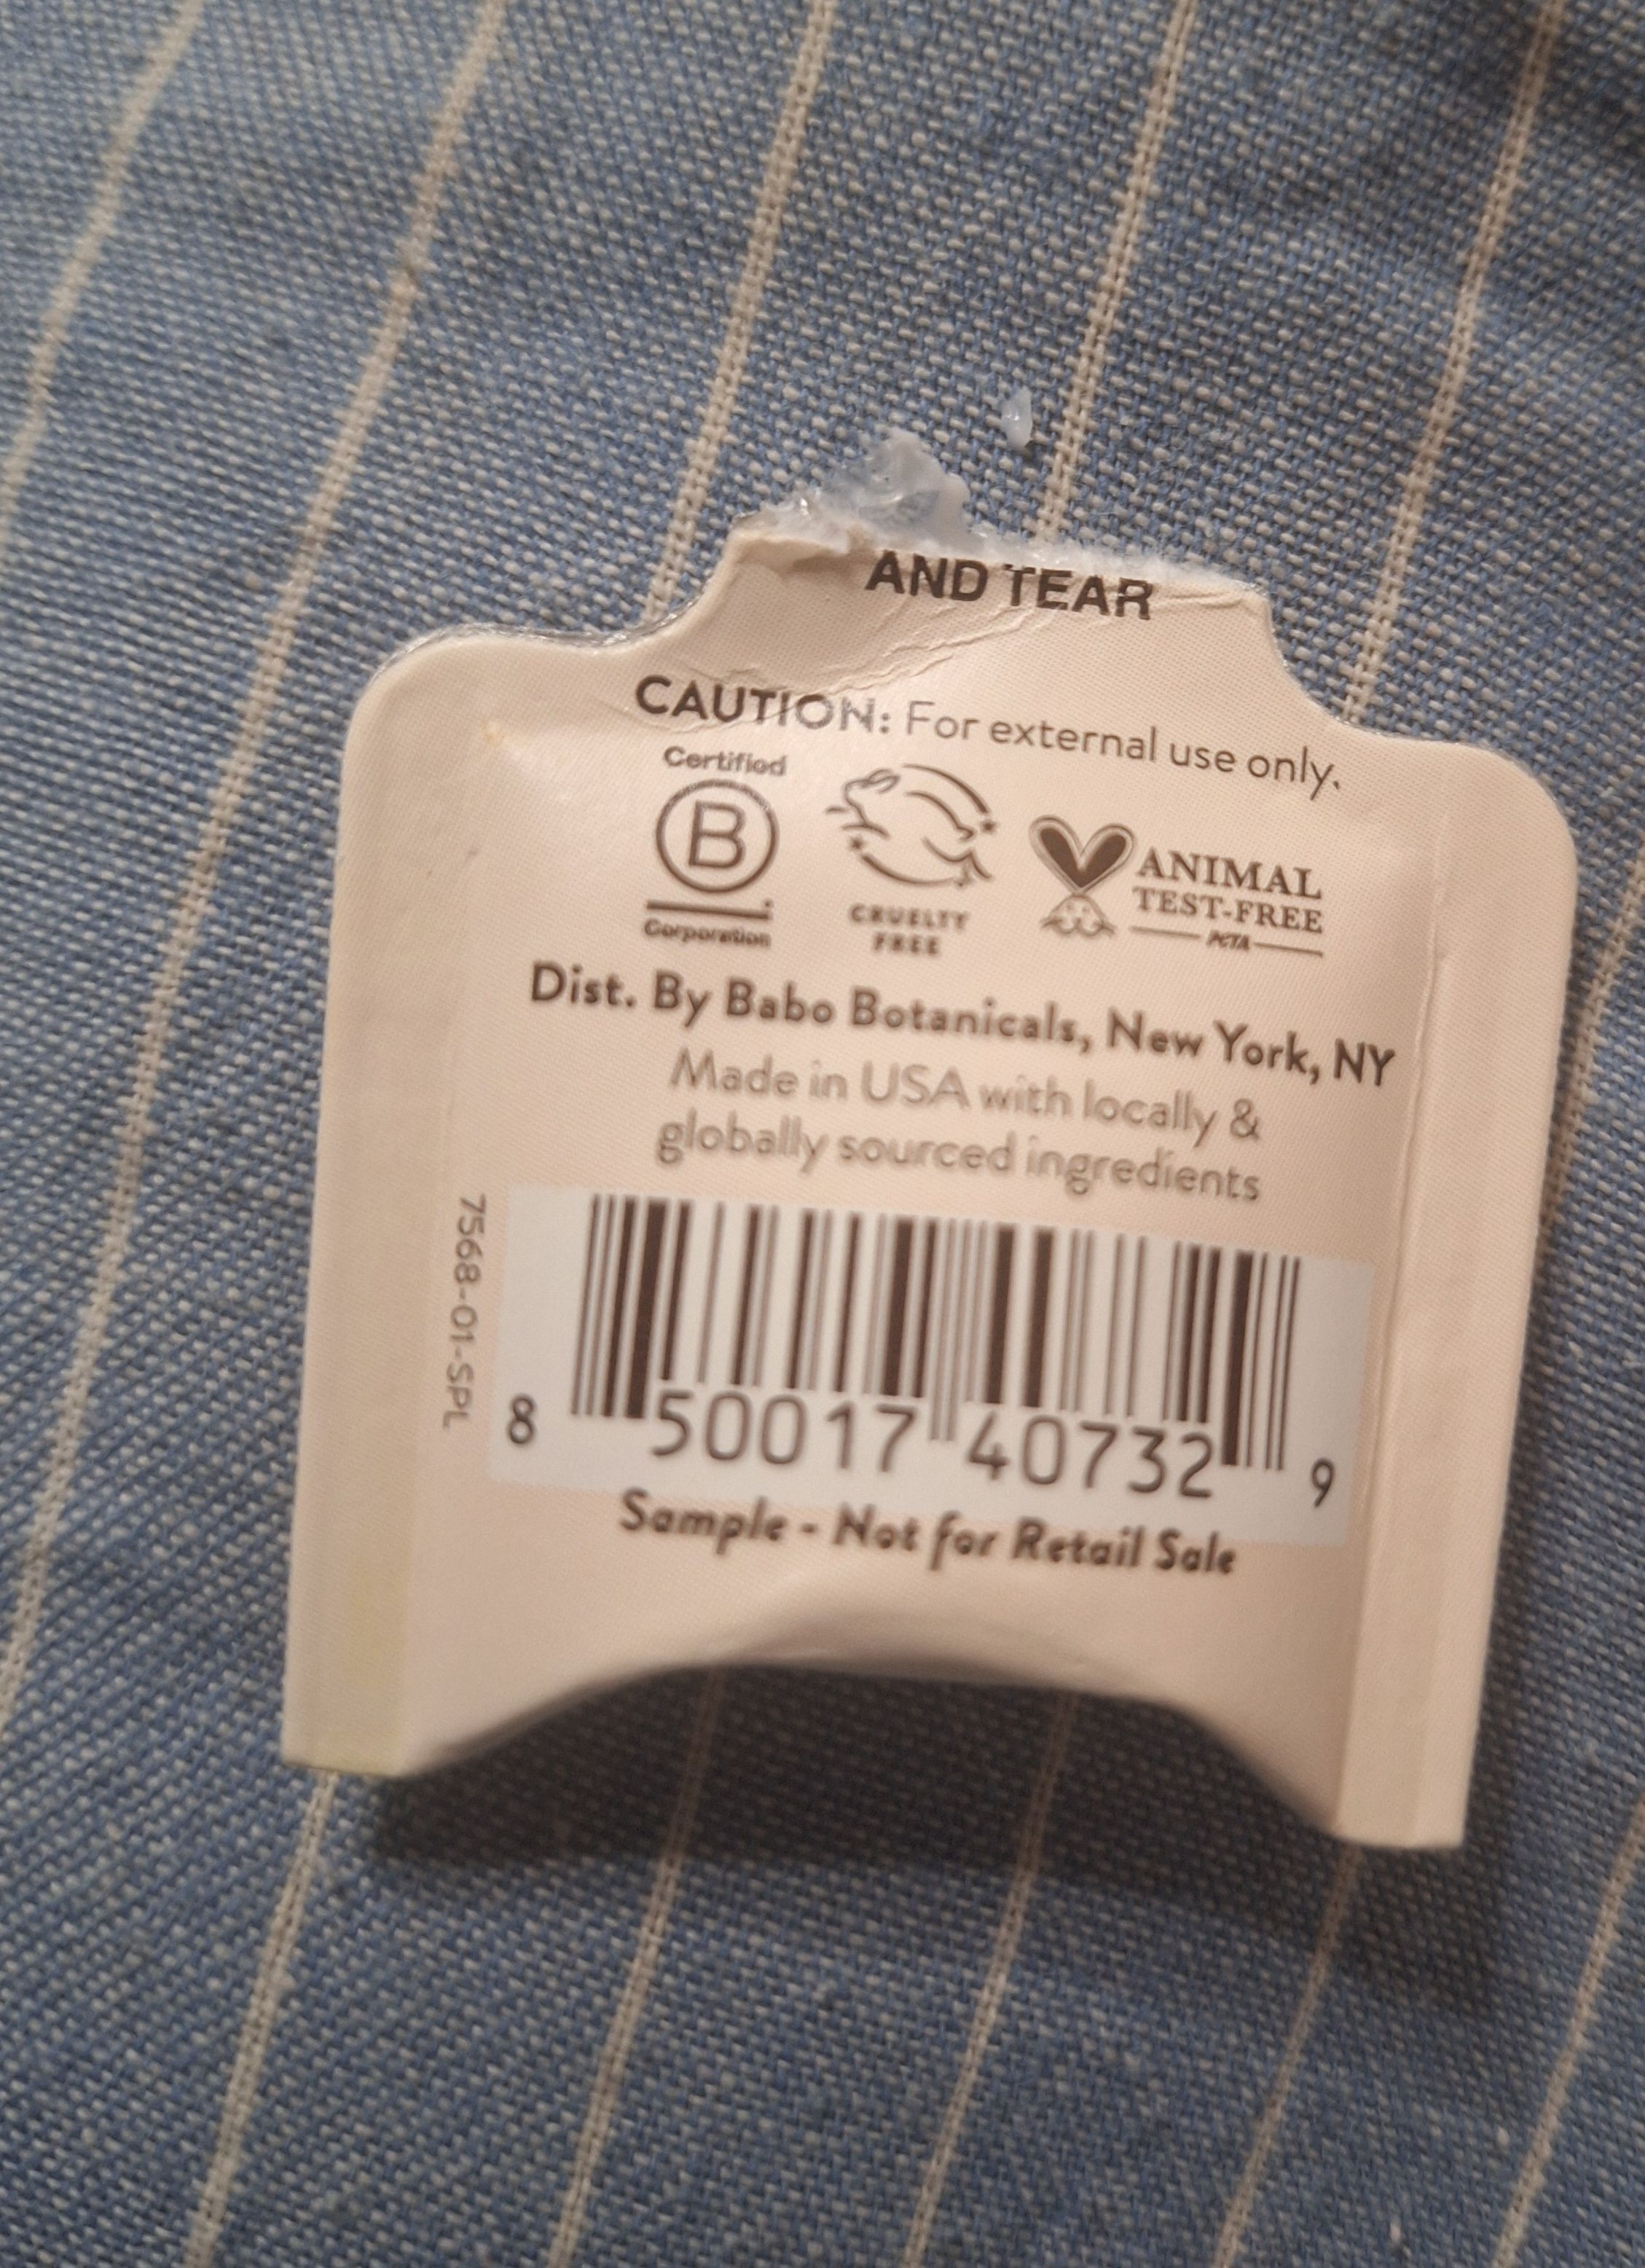 AND TEAR
CAUTION: For external use only.
Certified
B
Corporation
CRUELTY
FREE
ANIMAL
TEST-FREE
PETA
Dist. By Babo Botanicals, New York, NY
Made in USA with locally &
globally sourced ingredients
7568-01-SPL
8 50017 40732 9
Sample - Not for Retail Sale